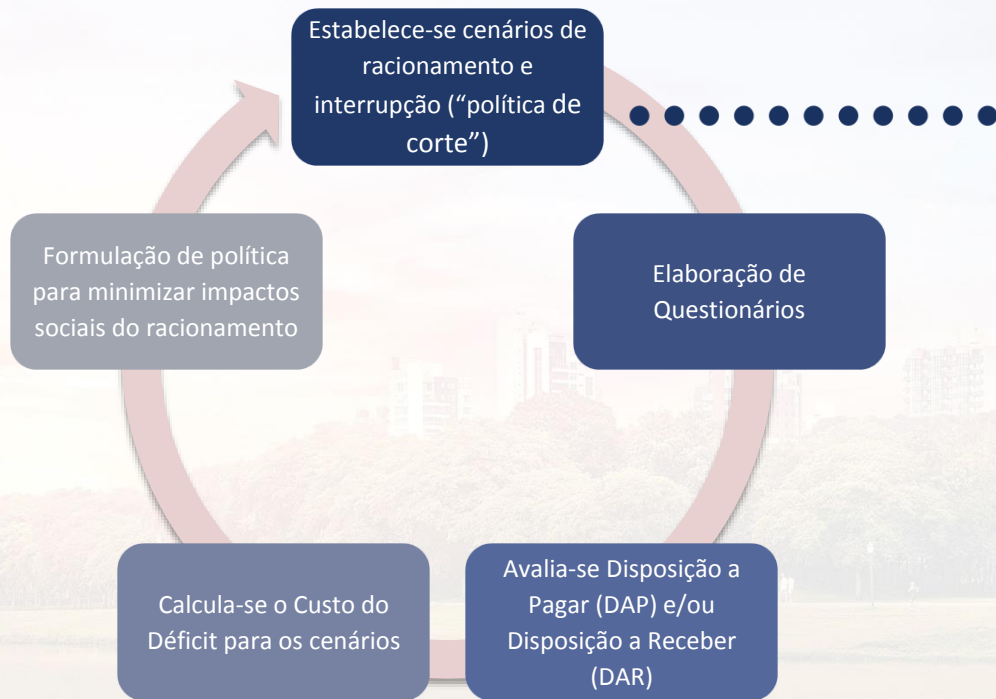 Estabelece-se cenários de
racionamento e
interrupção (“política de
corte”)
Elaboração de
Questionários
Avalia-se Disposição a
Pagar (DAP) e/ou
Disposição a Receber
(DAR)
Calcula-se o Custo do
Déficit para os cenários
Formulação de política
para minimizar impactos
sociais do racionamento